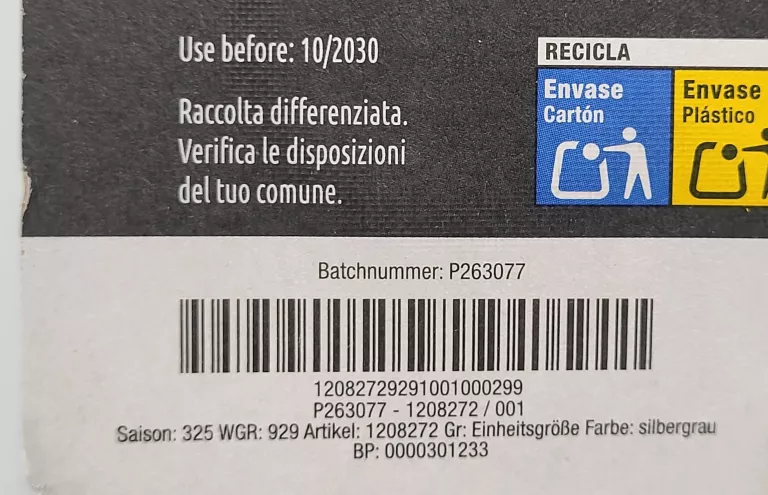 Use before: 10/2030
Raccolta differenziata.
Verifica le disposizioni
del tuo comune.
RECICLA
Envase
Cartón
Envase
Plástico
Batchnummer: P263077
12082729291001000299
P263077 - 1208272 / 001
Saison: 325 WGR: 929 Artikel: 1208272 Gr: Einheitsgröße Farbe: silbergrau
BP: 0000301233